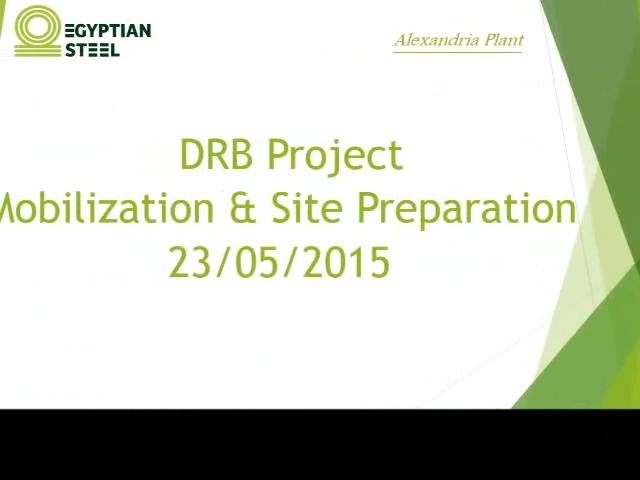 EGYPTIAN
STEEL
Alexandria Plant
DRB Project
Mobilization & Site Preparation
23/05/2015